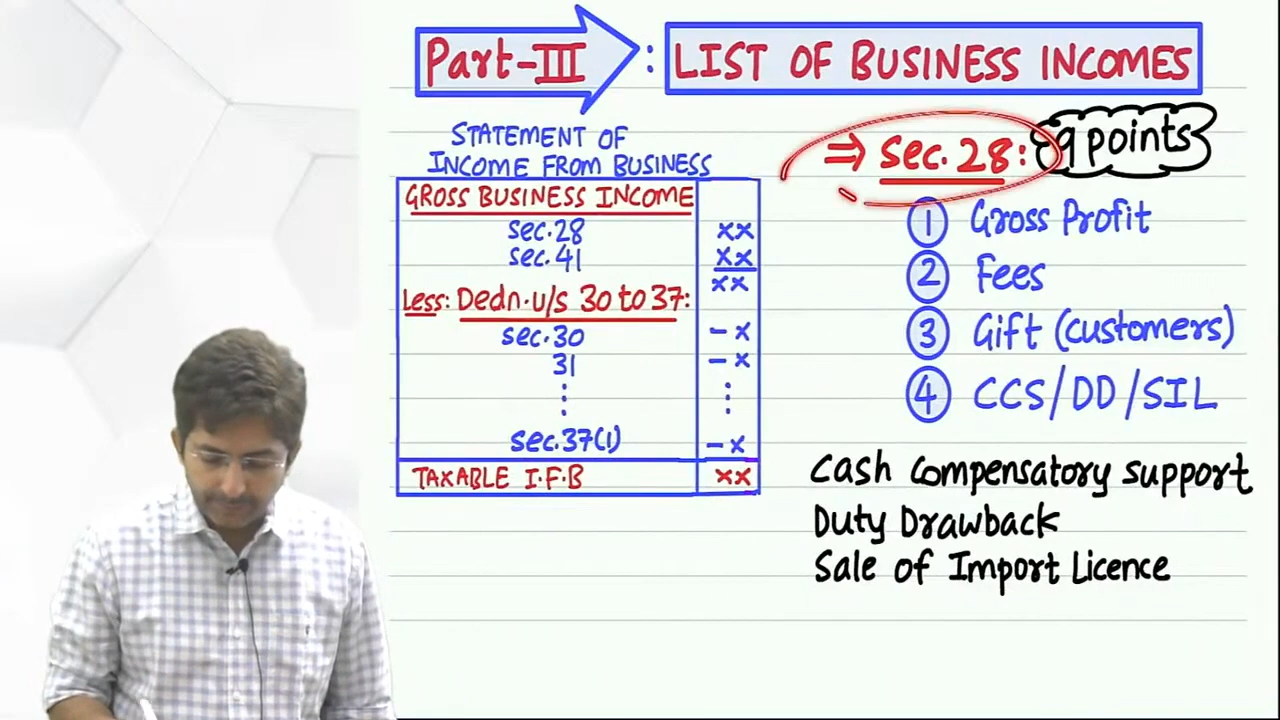 Part-III : LIST OF BUSINESS INCOMES
STATEMENT OF
INCOME FROM BUSINESS
GROSS BUSINESS INCOME
sec.28 xx
sec.41 xx
xx
Less: Dedn. u/s 30 to 37:
sec.30 -x
31 -x
⋮ ⋮
sec.37(1) -x
TAXABLE I.F.B xx
⇒ sec.28: 9 points
① Gross Profit
② Fees
③ Gift (customers)
④ CCS/DD/SIL
Cash compensatory support
Duty Drawback
Sale of Import Licence